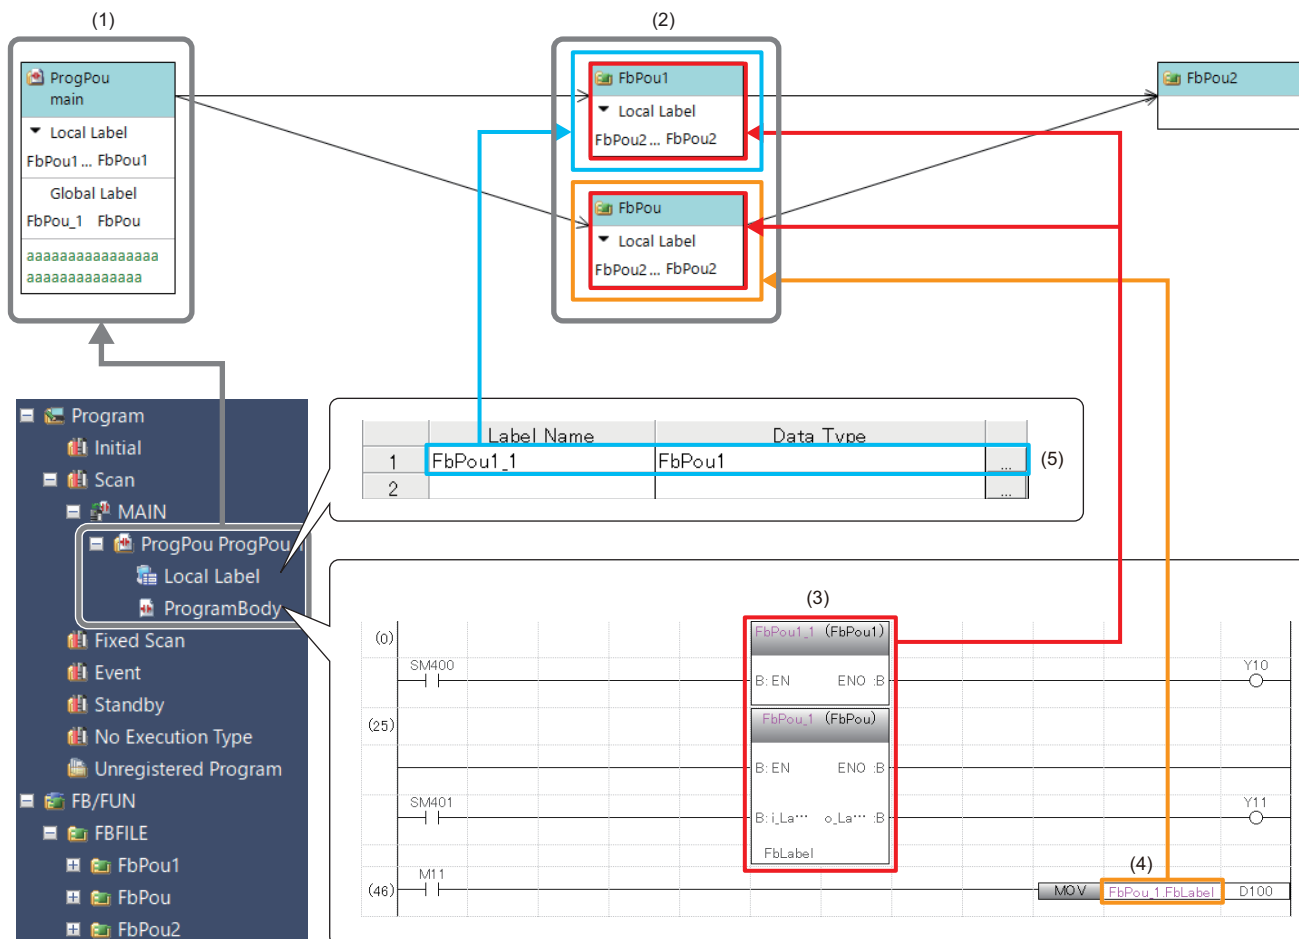 (1)
(2)
ProgPou
main
Local Label
FbPou1... FbPou1
Global Label
FbPou_1 FbPou
aaaaaaaaaaaaaaaa
aaaaaaaaaaaaaa
FbPou1
Local Label
FbPou2... FbPou2
FbPou
Local Label
FbPou2... FbPou2
FbPou2
Program
Initial
Scan
MAIN
ProgPou ProgPou
Local Label
ProgramBody
Fixed Scan
Event
Standby
No Execution Type
Unregistered Program
FB/FUN
FBFILE
FbPou1
FbPou
FbPou2
Label Name Data Type
1 FbPou1_1 FbPou1 ...
2 ...
(5)
(3)
(0)
FbPou1_1 (FbPou1)
SM400
B:EN ENO:B
Y10
(25)
FbPou_1 (FbPou)
B:EN ENO:B
SM401
B:i_La… o_La…:B
Y11
FbLabel
(4)
(46)
M11
MOV FbPou_1.FbLabel D100